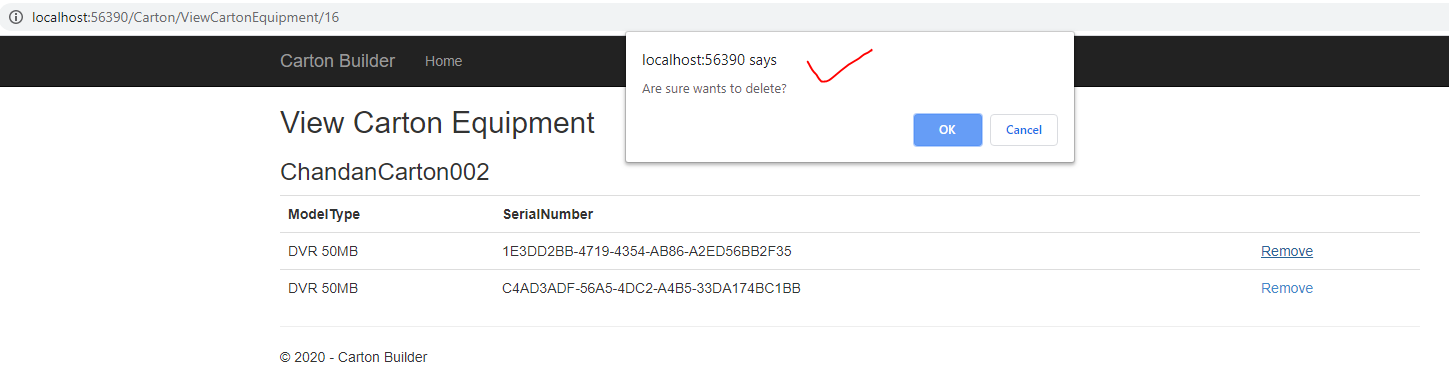 localhost:56390/Carton/ViewCartonEquipment/16
Carton Builder Home
localhost:56390 says
Are sure wants to delete?
OK Cancel
View Carton Equipment
ChandanCarton002
ModelType SerialNumber
DVR 50MB 1E3DD2BB-4719-4354-AB86-A2ED56BB2F35 Remove
DVR 50MB C4AD3ADF-56A5-4DC2-A4B5-33DA174BC1BB Remove
© 2020 - Carton Builder